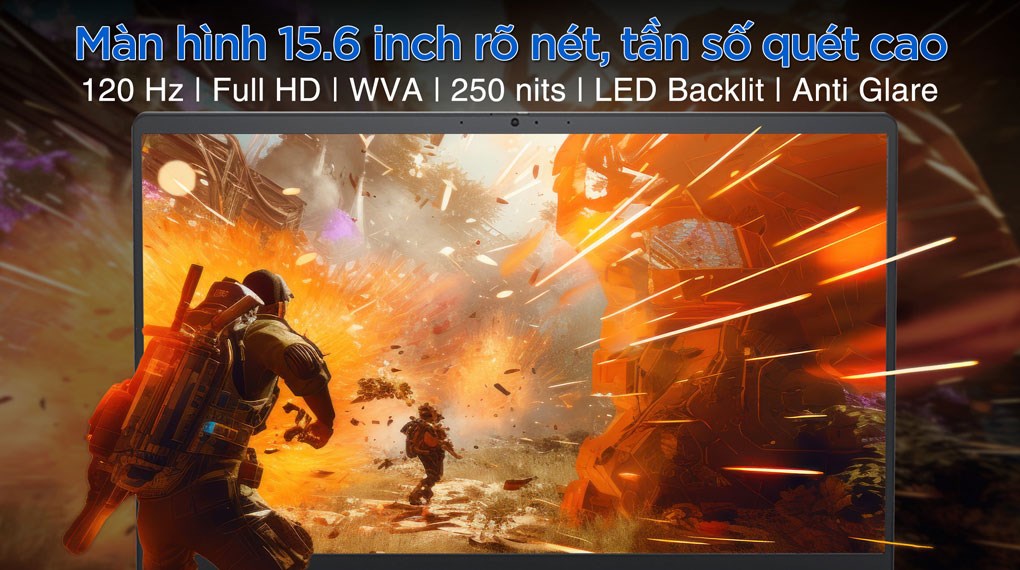 Màn hình 15.6 inch rõ nét, tần số quét cao
120 Hz | Full HD | WVA | 250 nits | LED Backlit | Anti Glare